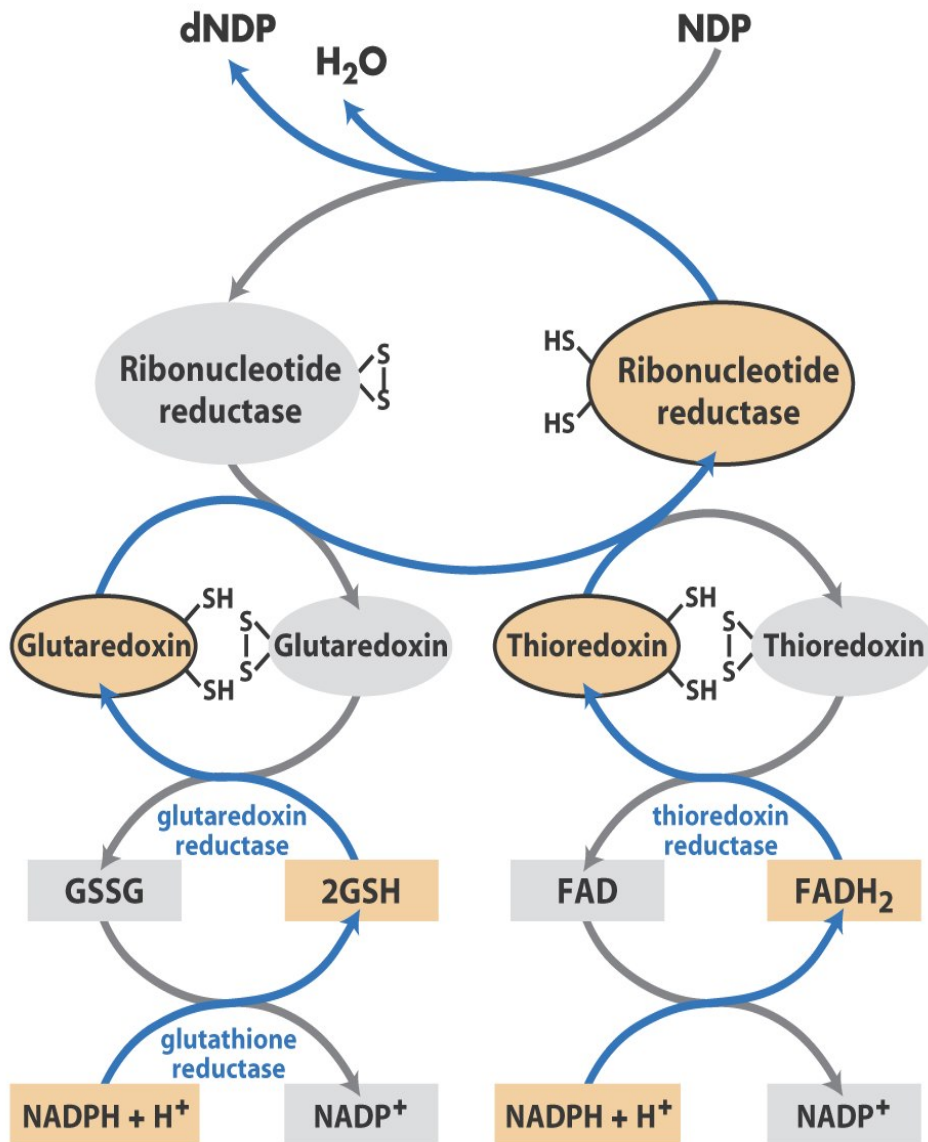 dNDP
H₂O
NDP
Ribonucleotide
reductase
S
S
HS
HS
Ribonucleotide
reductase
Glutaredoxin
SH
SH
S
S
Glutaredoxin
Thioredoxin
SH
SH
S
S
Thioredoxin
glutaredoxin
reductase
thioredoxin
reductase
GSSG
2GSH
FAD
FADH₂
glutathione
reductase
NADPH + H⁺
NADP⁺
NADPH + H⁺
NADP⁺